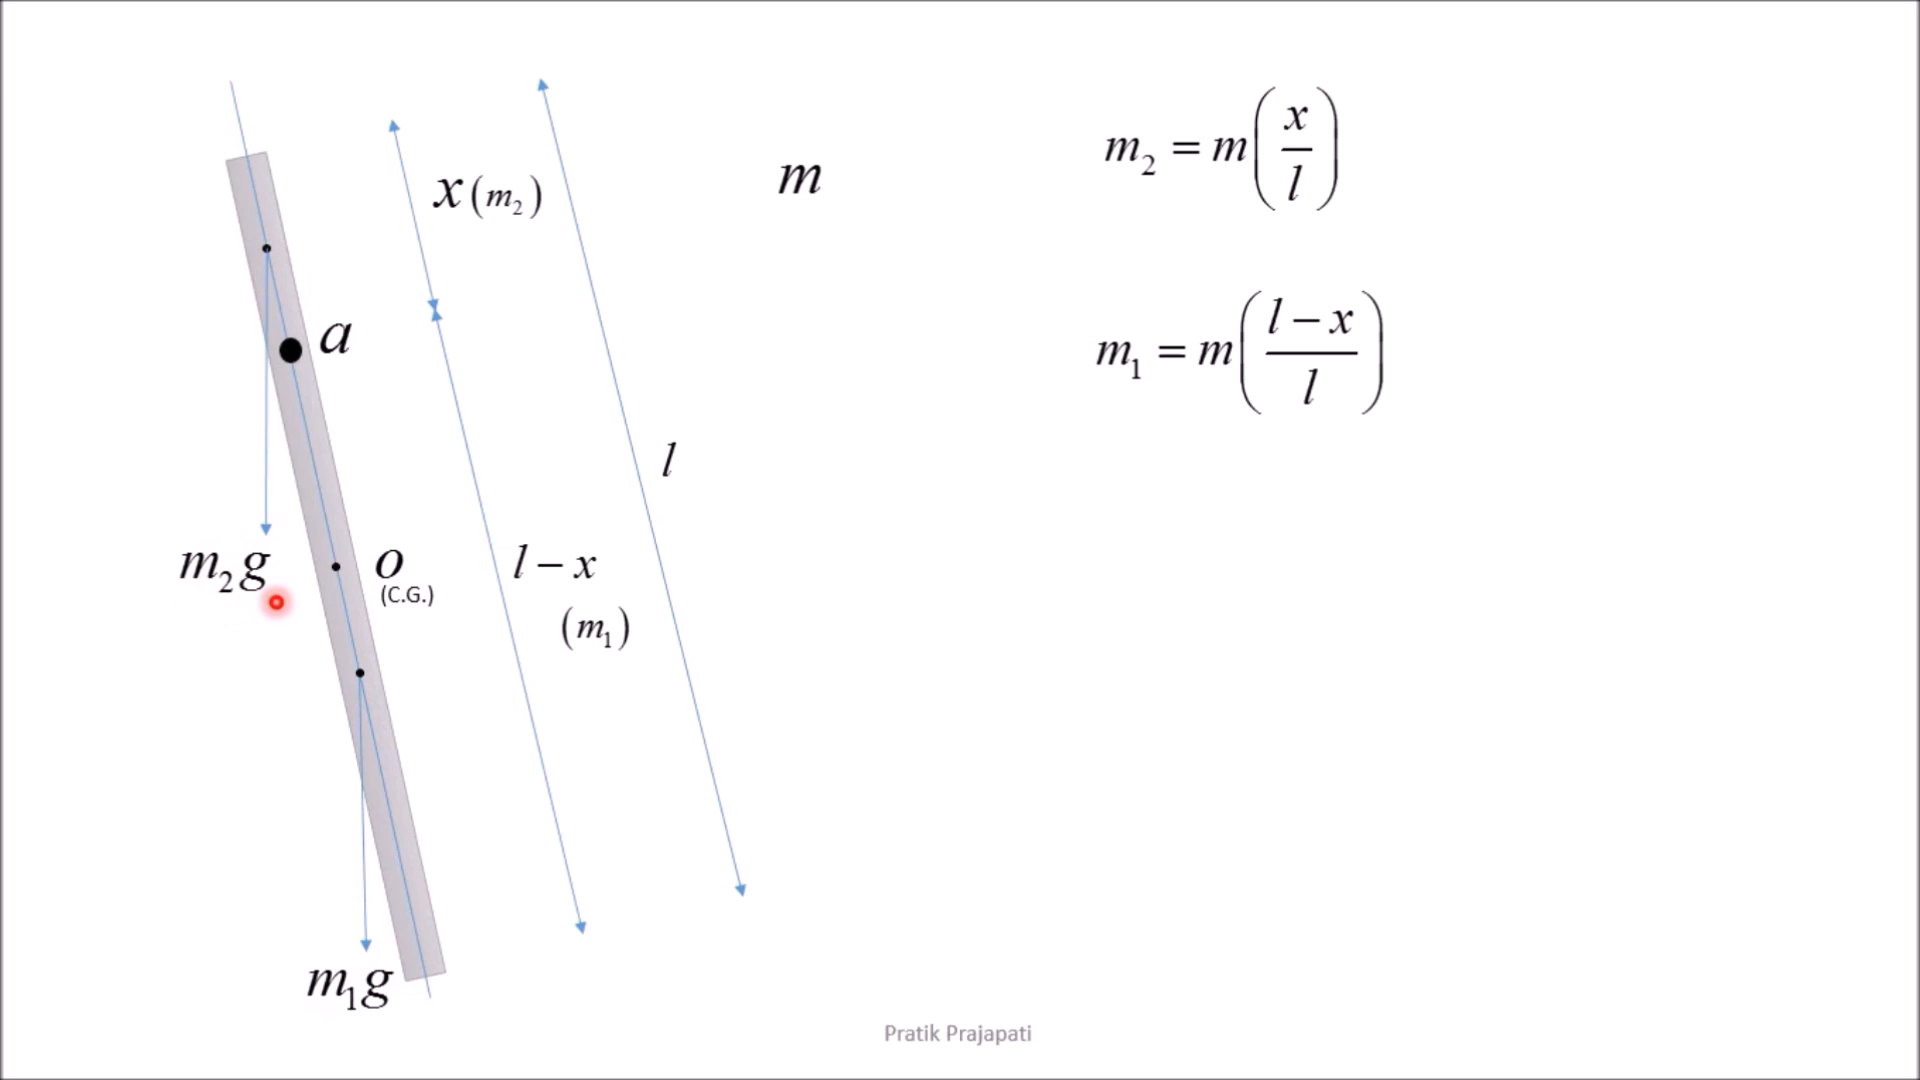 x (m₂)
m
m₂ = m(x/l)
a
m₁ = m((l − x)/l)
l
m₂g
o
(C.G.)
l − x
(m₁)
m₁g
Pratik Prajapati